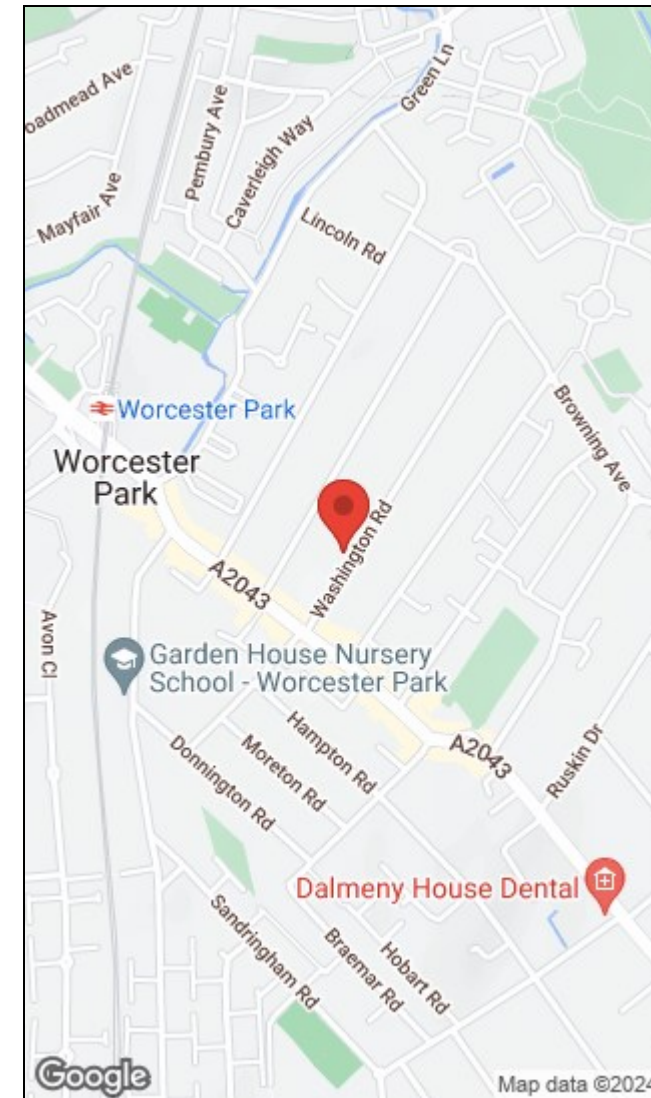 oadmead Ave
Pembury Ave
Caverleigh Way
Green Ln
Mayfair Ave
Lincoln Rd
Worcester Park
Browning Ave
Worcester
Park
A2043
Washington Rd
Avon Cl
Garden House Nursery
School - Worcester Park
Hampton Rd
A2043
Moreton Rd
Donnington Rd
Ruskin Dr
Dalmeny House Dental
Sandringham Rd
Braemar Rd
Hobart Rd
Google
Map data ©2024